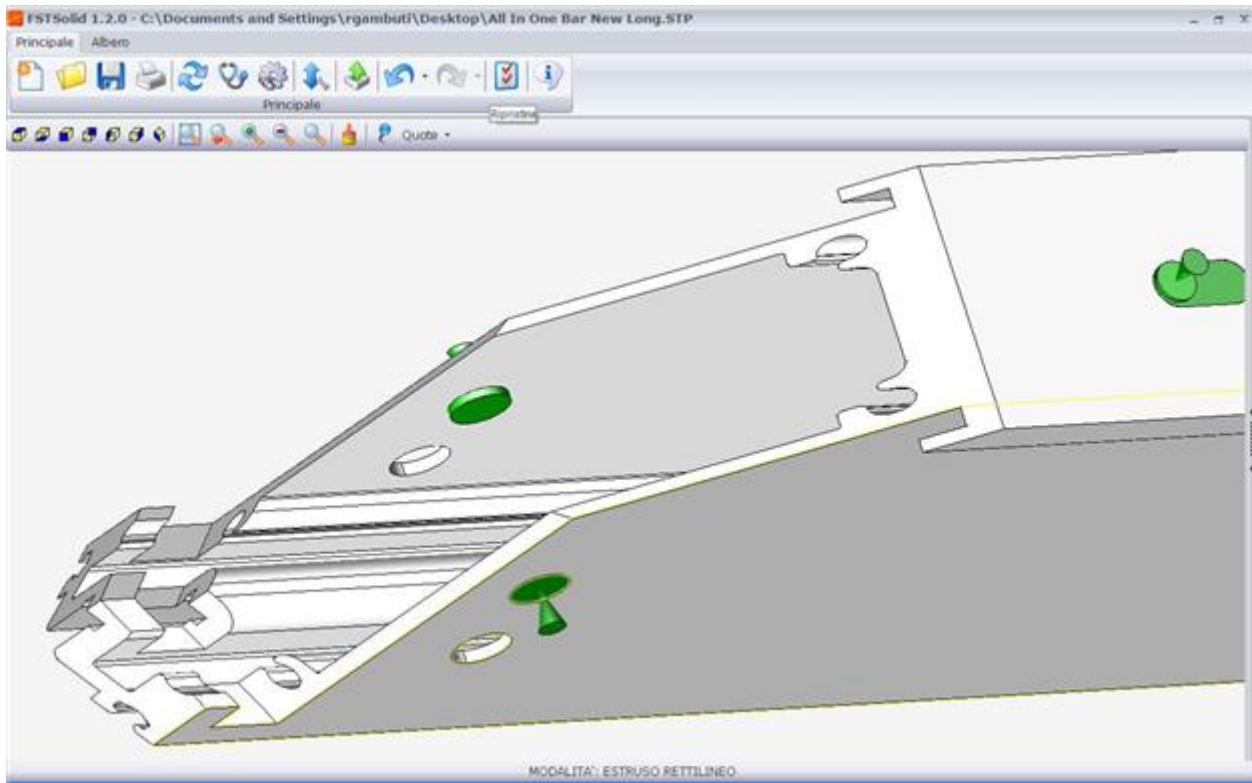 FSTSolid 1.2.0 - C:\Documents and Settings\rgambuti\Desktop\All In One Bar New Long.STP
Principale Albero
Principale
Ripristina
Quote
MODALITA': ESTRUSO RETTILINEO